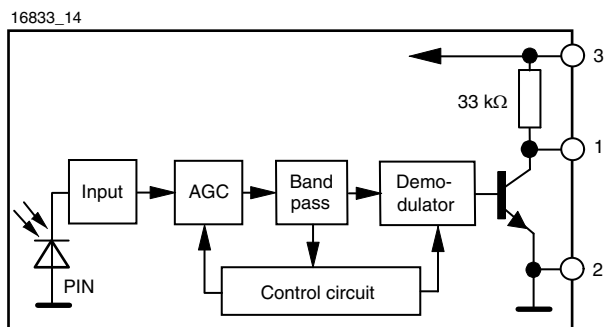 16833_14
3
33 kΩ
1
Input
AGC
Band
pass
Demo-
dulator
2
PIN
Control circuit